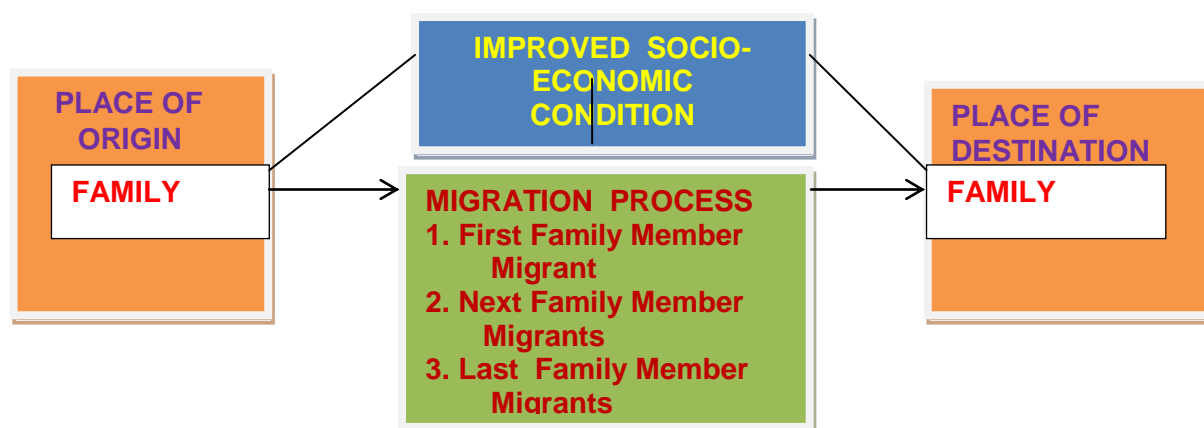 IMPROVED SOCIO-
ECONOMIC
CONDITION
PLACE OF
ORIGIN
FAMILY
MIGRATION PROCESS
1. First Family Member
Migrant
2. Next Family Member
Migrants
3. Last Family Member
Migrants
PLACE OF
DESTINATION
FAMILY